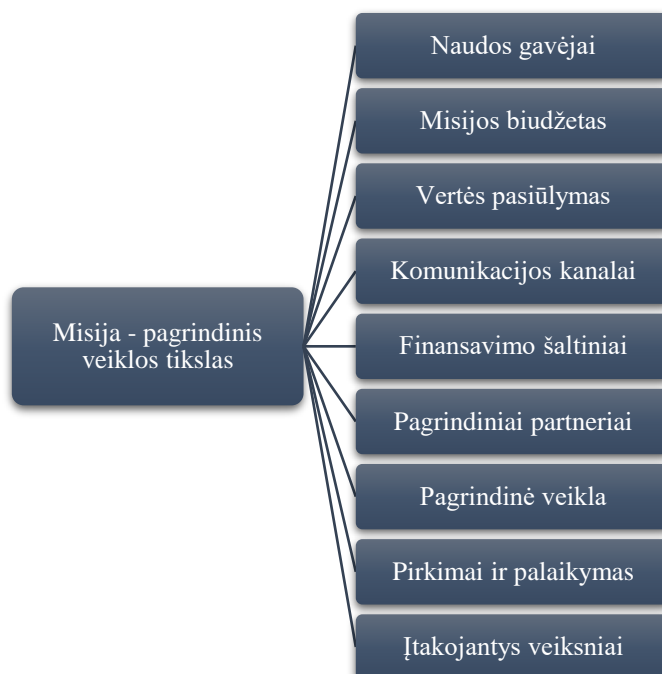 Misija - pagrindinis
veiklos tikslas
Naudos gavėjai
Misijos biudžetas
Vertės pasiūlymas
Komunikacijos kanalai
Finansavimo šaltiniai
Pagrindiniai partneriai
Pagrindinė veikla
Pirkimai ir palaikymas
Įtakojantys veiksniai